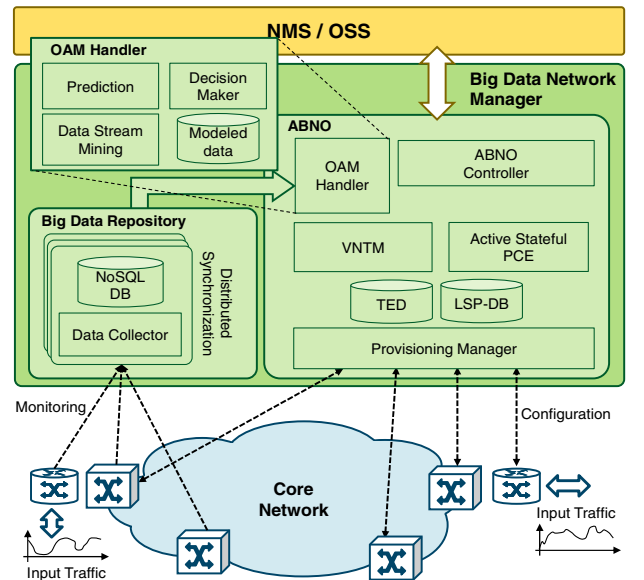 NMS / OSS
OAM Handler
Prediction
Decision
Maker
Data Stream
Mining
Modeled
data
Big Data Network
Manager
ABNO
OAM
Handler
ABNO
Controller
VNTM
Active Stateful
PCE
TED
LSP-DB
Provisioning Manager
Big Data Repository
NoSQL
DB
Data Collector
Distributed
Synchronization
Monitoring
Configuration
Core
Network
Input Traffic
Input Traffic